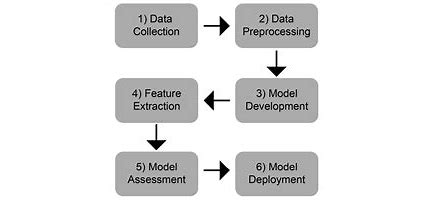 1) Data
Collection
2) Data
Preprocessing
3) Model
Development
4) Feature
Extraction
5) Model
Assessment
6) Model
Deployment